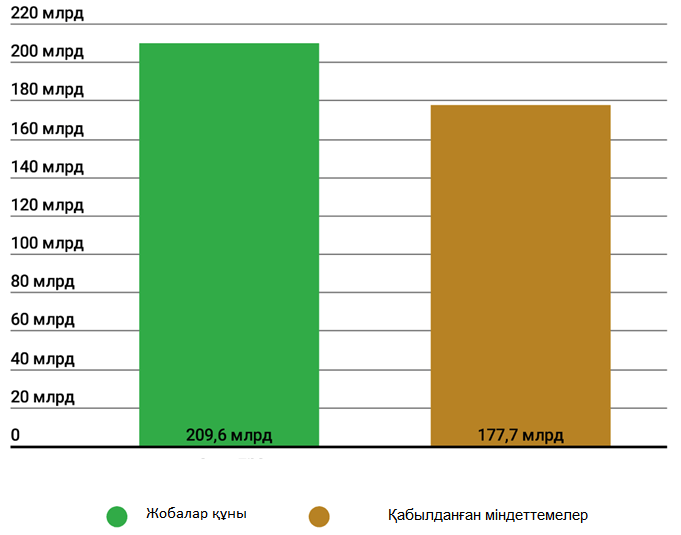 220 млрд
200 млрд
180 млрд
160 млрд
140 млрд
120 млрд
100 млрд
80 млрд
60 млрд
40 млрд
20 млрд
0
209,6 млрд
177,7 млрд
Жобалар құны
Қабылданған міндеттемелер